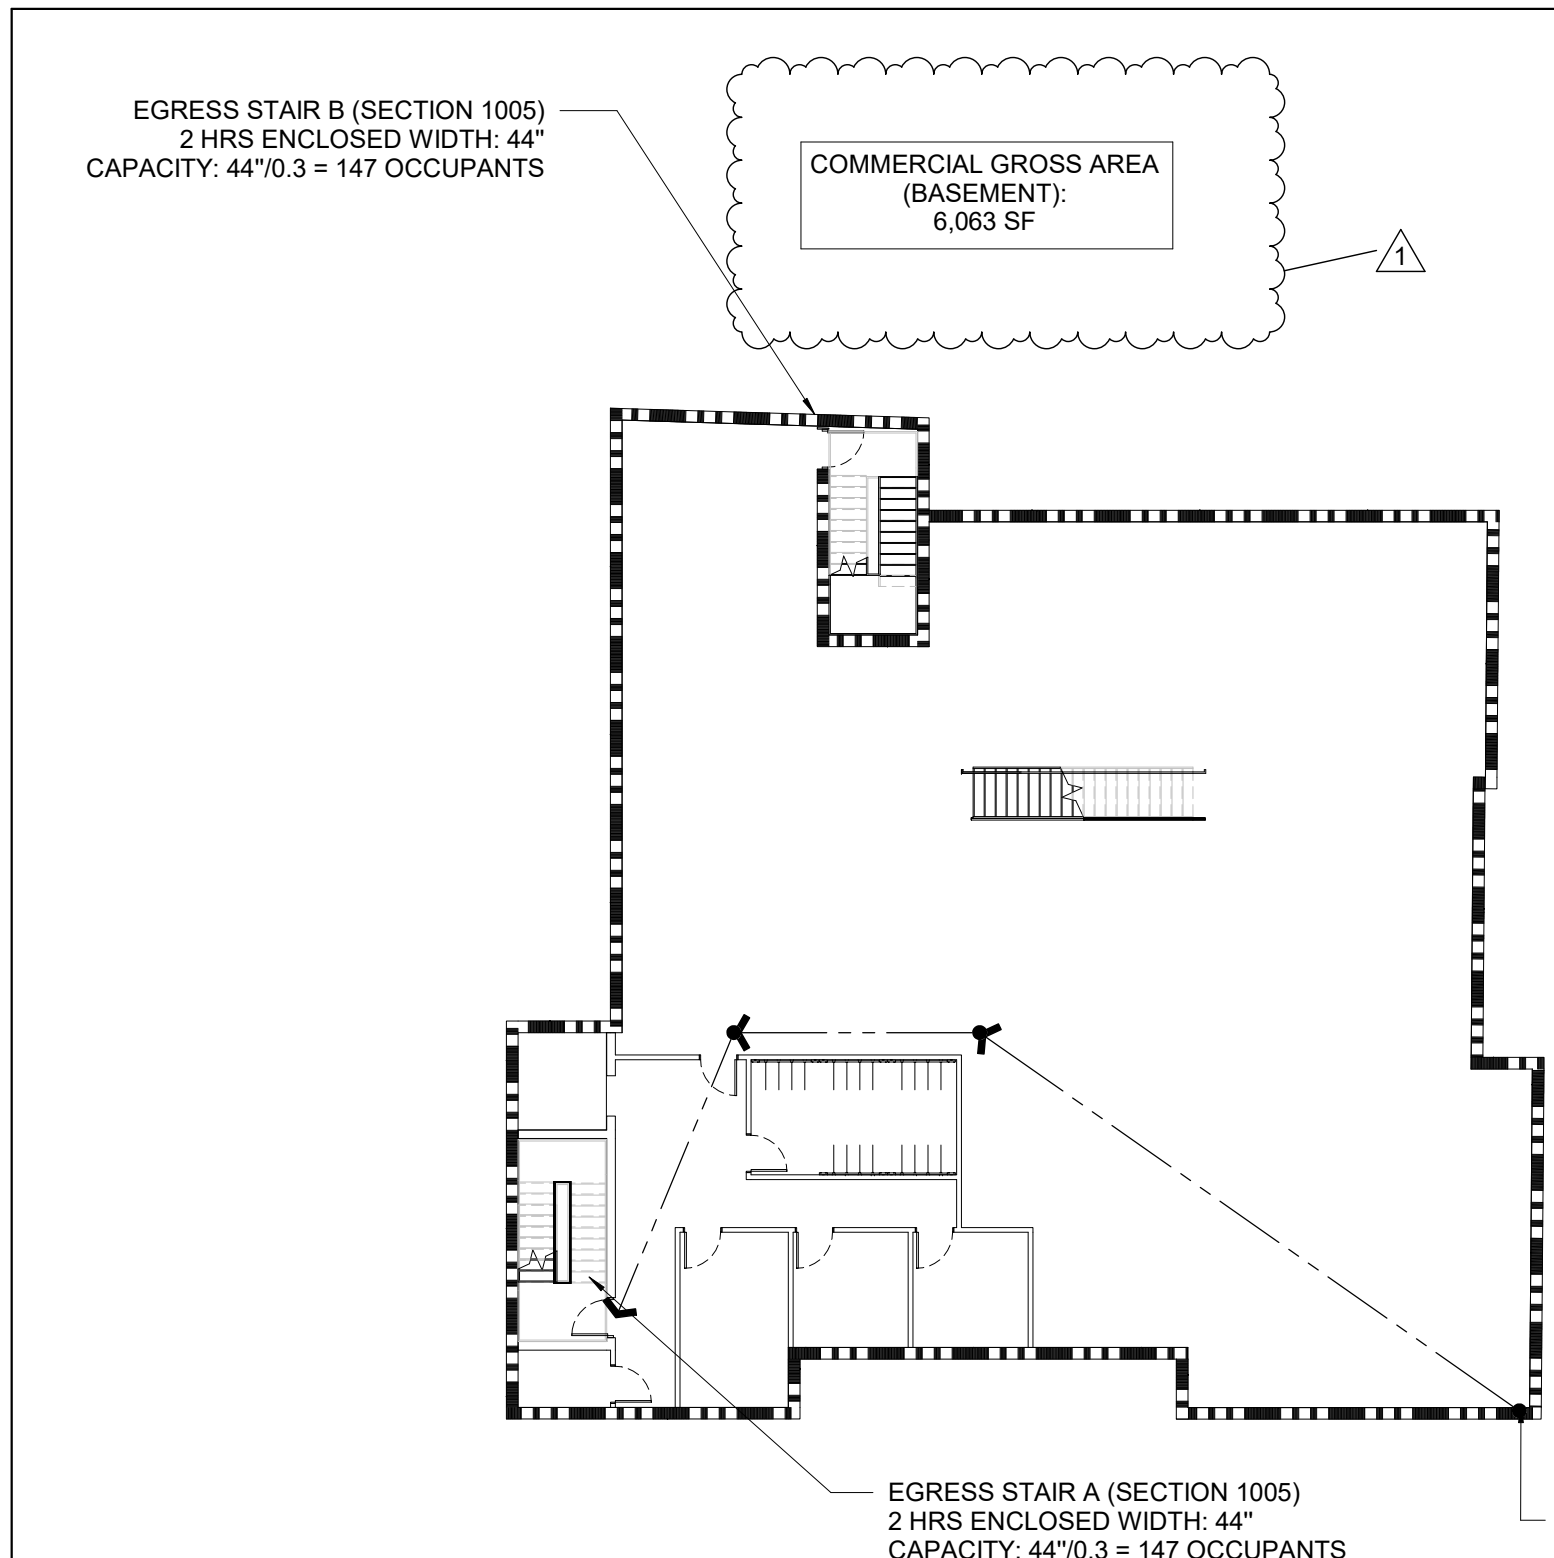 EGRESS STAIR B (SECTION 1005)
2 HRS ENCLOSED WIDTH: 44"
CAPACITY: 44"/0.3 = 147 OCCUPANTS
COMMERCIAL GROSS AREA
(BASEMENT):
6,063 SF
1
EGRESS STAIR A (SECTION 1005)
2 HRS ENCLOSED WIDTH: 44"
CAPACITY: 44"/0.3 = 147 OCCUPANTS